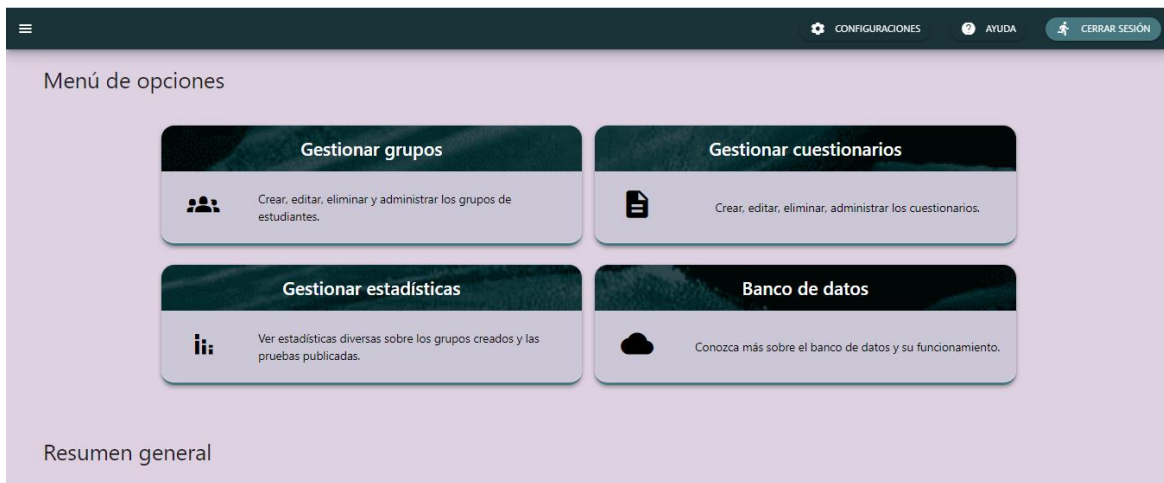 CONFIGURACIONES
AYUDA
CERRAR SESIÓN
Menú de opciones
Gestionar grupos
Crear, editar, eliminar y administrar los grupos de
estudiantes.
Gestionar cuestionarios
Crear, editar, eliminar, administrar los cuestionarios.
Gestionar estadísticas
Ver estadísticas diversas sobre los grupos creados y las
pruebas publicadas.
Banco de datos
Conozca más sobre el banco de datos y su funcionamiento.
Resumen general